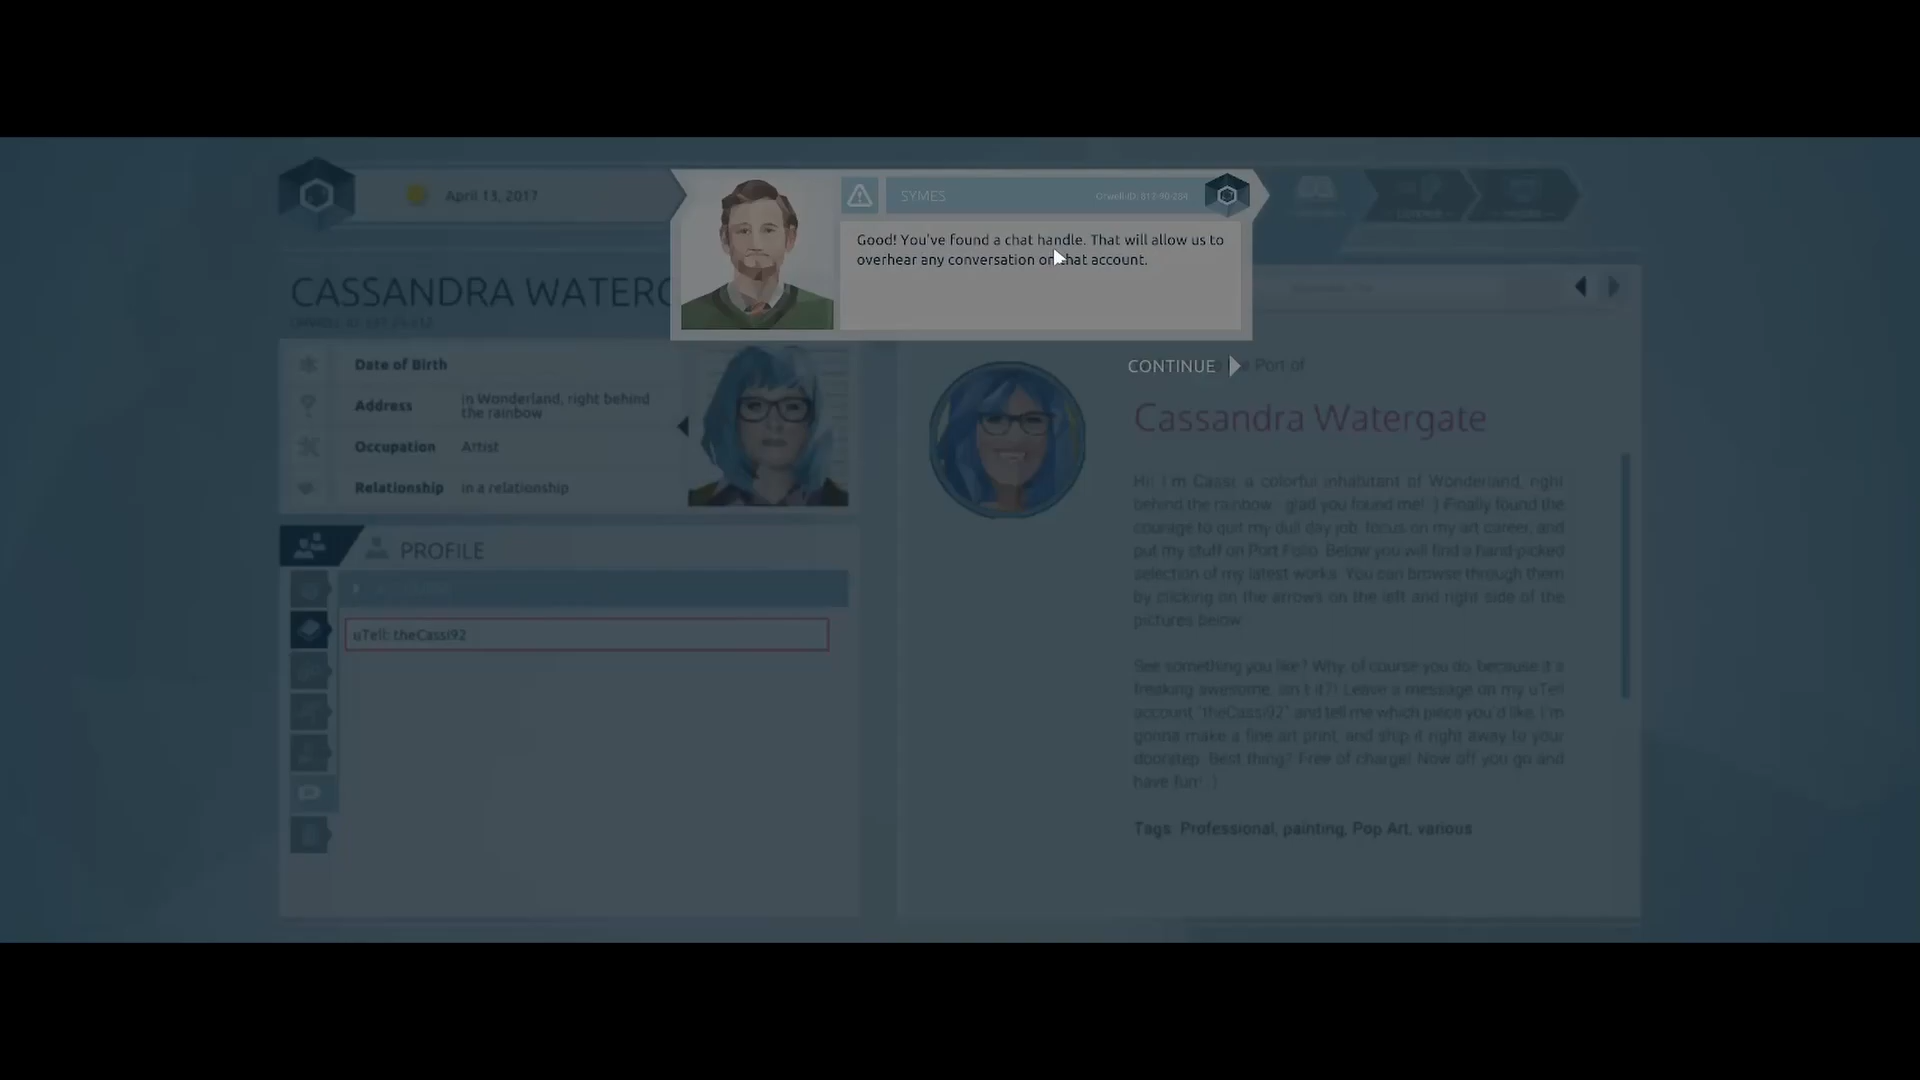 April 13, 2017
SYMES
Good! You've found a chat handle. That will allow us to
overhear any conversation on that account.
CONTINUE
CASSANDRA WATERG
Date of Birth
Address
in Wonderland, right behind
the rainbow
Occupation
Artist
Relationship
in a relationship
PROFILE
uTell: theCassi92
Port of
Cassandra Watergate
Hi! I'm Cassi, a colorful inhabitant of Wonderland, right
behind the rainbow glad you found me! :) Finally found the
courage to quit my dull day job, focus on my art career, and
put my stuff on Port Folio. Below you will find a hand-picked
selection of my latest works. You can browse through them
by clicking on the arrows on the left and right side of the
pictures below.
See something you like? Why, of course you do, because it's
freaking awesome, isn't it?! Leave a message on my uTell
account "theCassi92" and tell me which piece you'd like. I'm
gonna make a fine art print, and ship it right away to your
doorstep. Best thing? Free of charge! Now off you go and
have fun! :)
Tags: Professional, painting, Pop Art, various